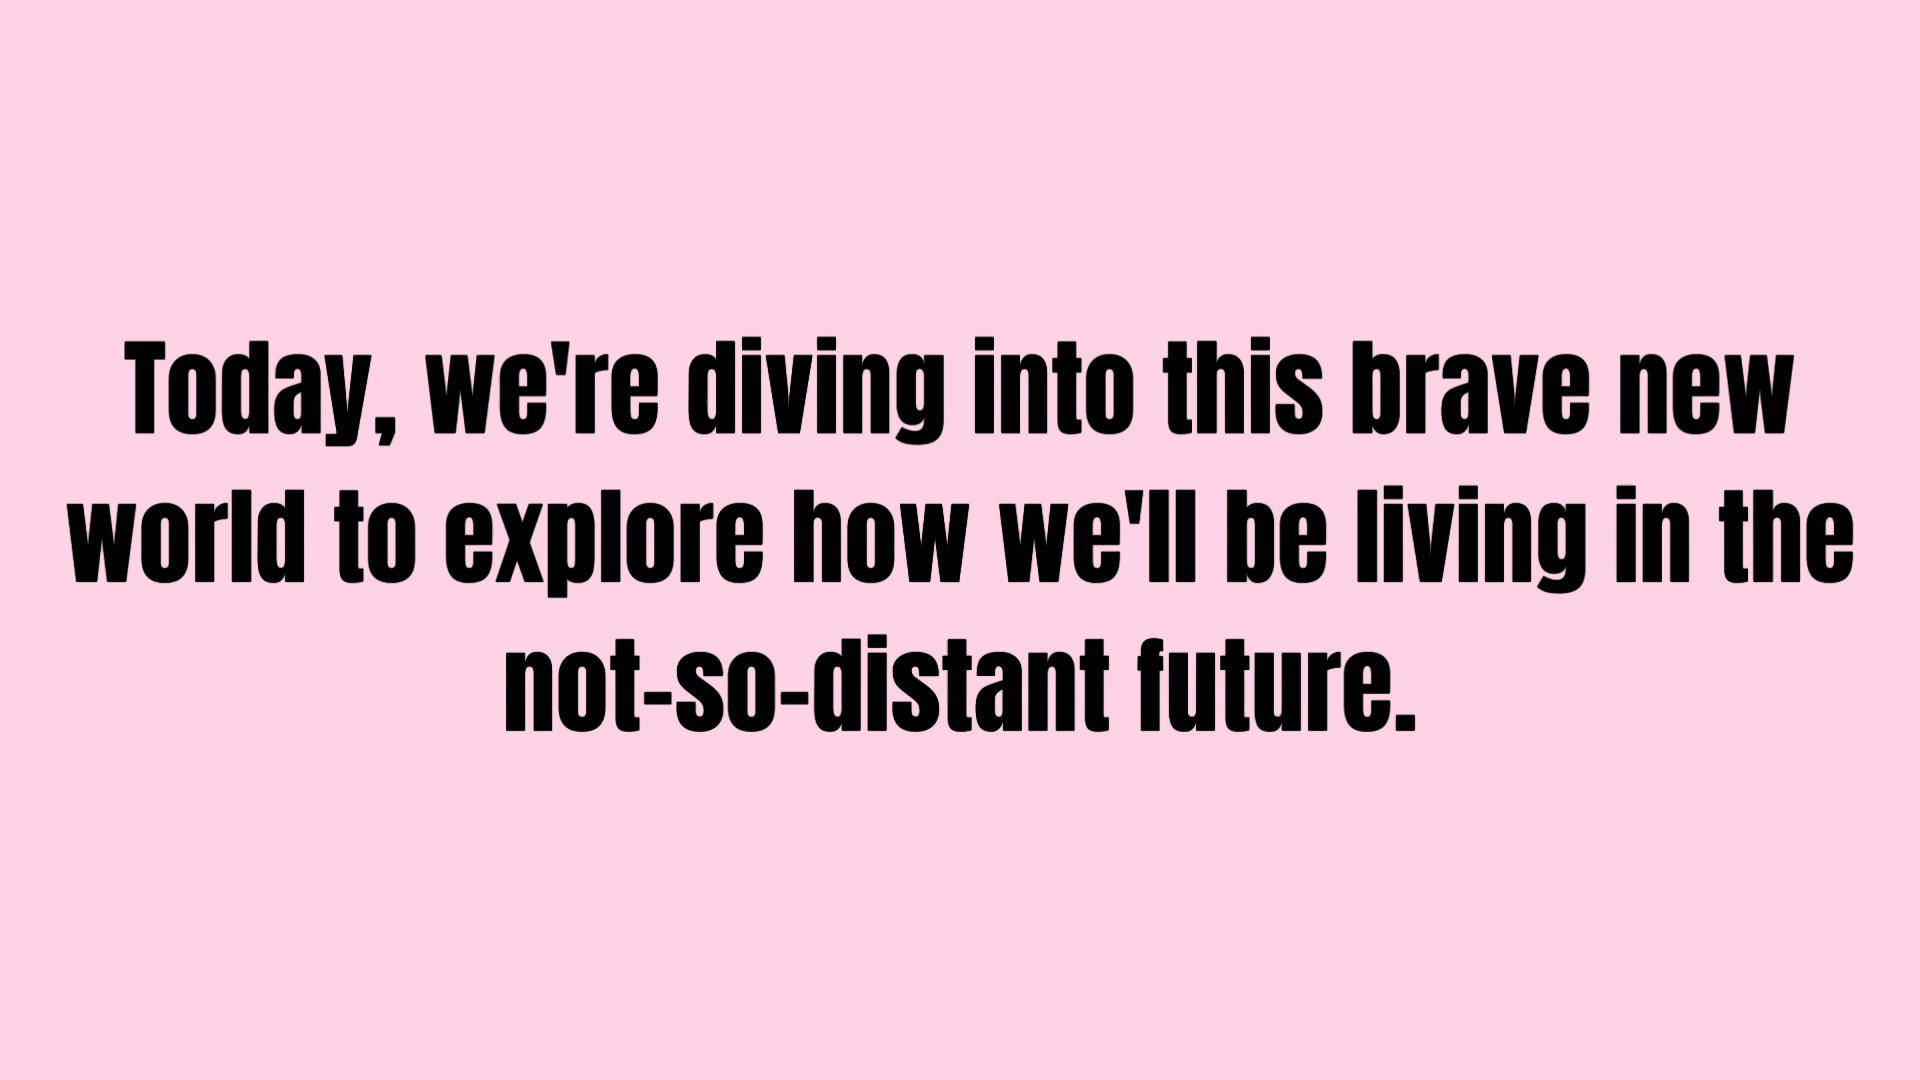 Today, we're diving into this brave new
world to explore how we'll be living in the
not-so-distant future.